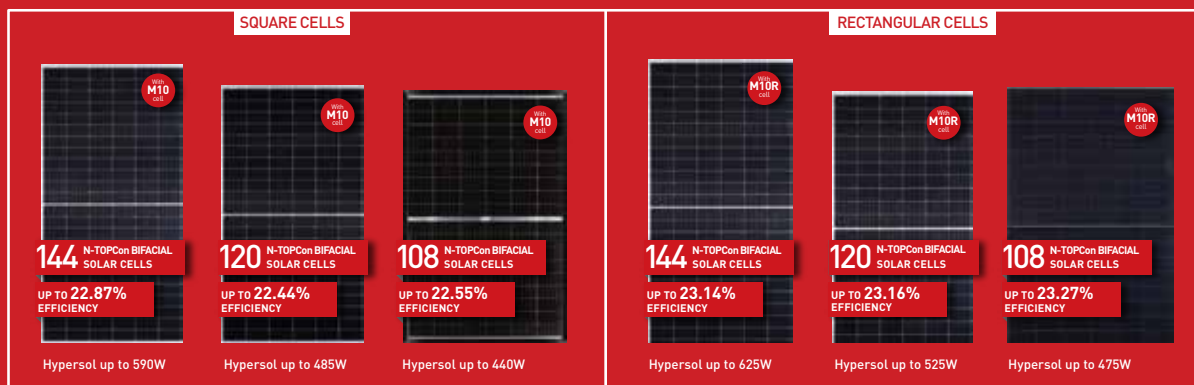 SQUARE CELLS
With
M10
cell
144 N-TOPCon BIFACIAL
SOLAR CELLS
UP TO 22.87%
EFFICIENCY
Hypersol up to 590W
With
M10
cell
120 N-TOPCon BIFACIAL
SOLAR CELLS
UP TO 22.44%
EFFICIENCY
Hypersol up to 485W
With
M10
cell
108 N-TOPCon BIFACIAL
SOLAR CELLS
UP TO 22.55%
EFFICIENCY
Hypersol up to 440W
RECTANGULAR CELLS
With
M10R
cell
144 N-TOPCon BIFACIAL
SOLAR CELLS
UP TO 23.14%
EFFICIENCY
Hypersol up to 625W
With
M10R
cell
120 N-TOPCon BIFACIAL
SOLAR CELLS
UP TO 23.16%
EFFICIENCY
Hypersol up to 525W
With
M10R
cell
108 N-TOPCon BIFACIAL
SOLAR CELLS
UP TO 23.27%
EFFICIENCY
Hypersol up to 475W